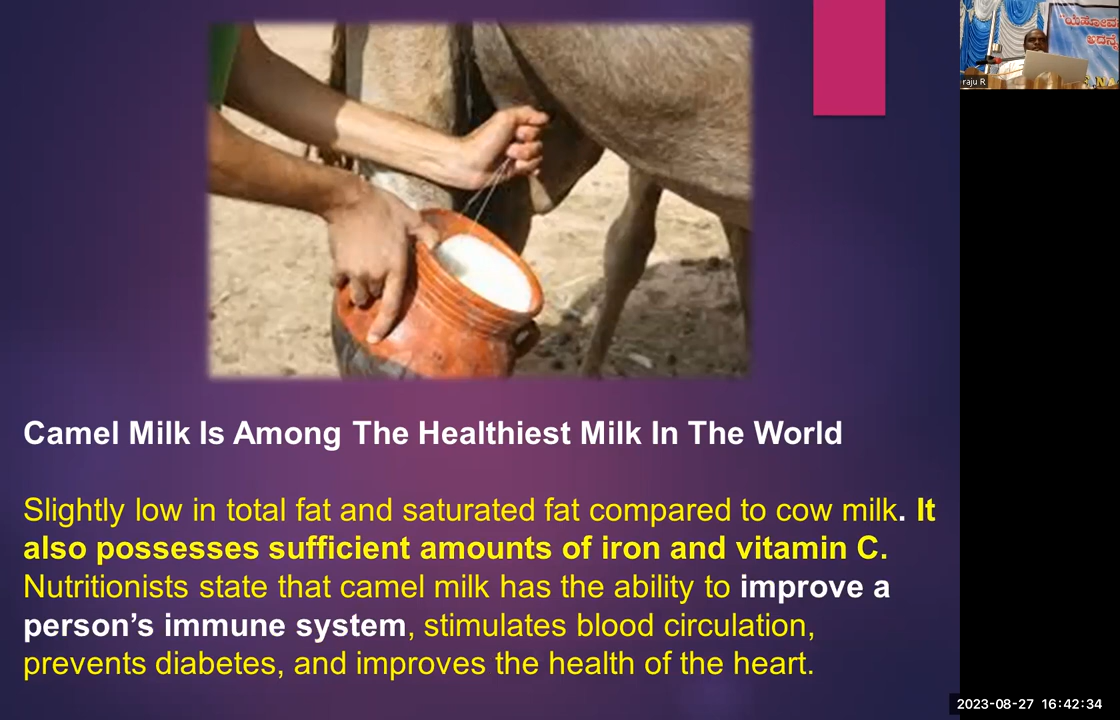 Camel Milk Is Among The Healthiest Milk In The World
Slightly low in total fat and saturated fat compared to cow milk. It
also possesses sufficient amounts of iron and vitamin C.
Nutritionists state that camel milk has the ability to improve a
person’s immune system, stimulates blood circulation,
prevents diabetes, and improves the health of the heart.
raju R
2023-08-27 16:42:34